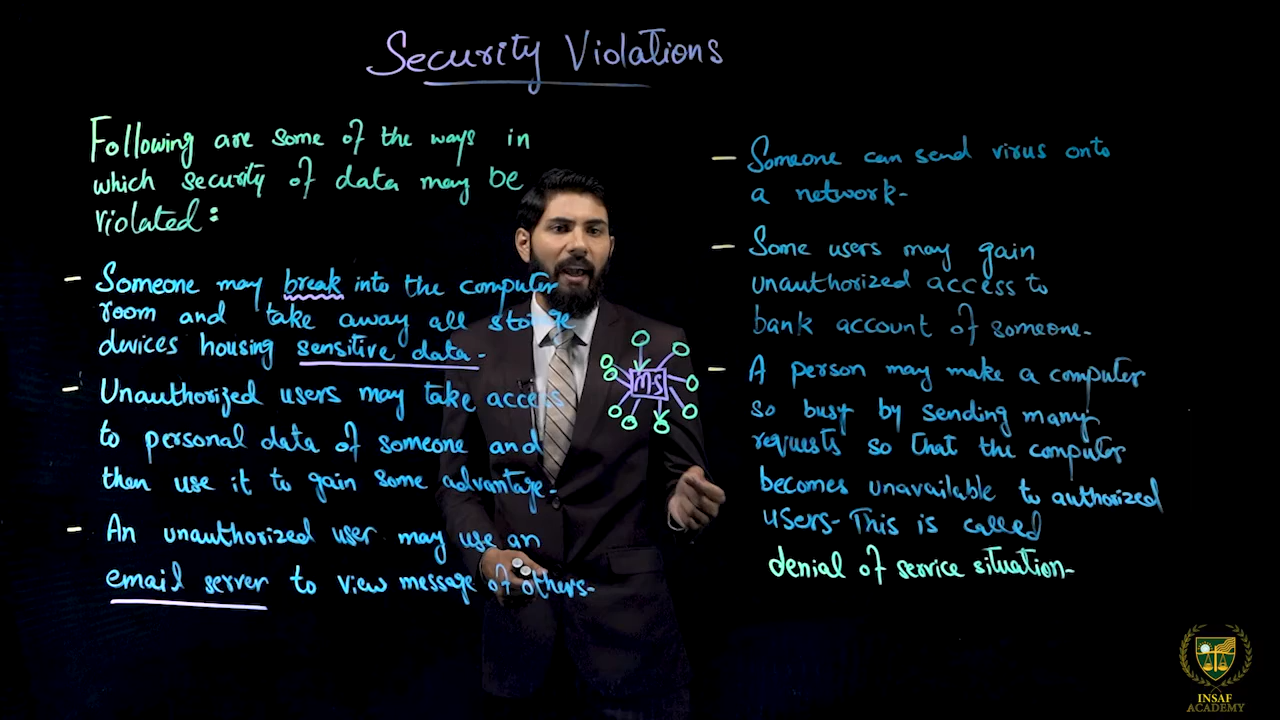 Security Violations
Following are some of the ways in
which security of data may be
violated:
- Someone may break into the computer
room and take away all storage
devices housing sensitive data-
- Unauthorized users may take access
to personal data of someone and
then use it to gain some advantage-
- An unauthorized user may use an
email server to view message of others-
M-S
- Someone can send virus onto
a network-
- Some users may gain
unauthorized access to
bank account of someone-
- A person may make a computer
so busy by sending many
requests so that the computer
becomes unavailable to authorized
users- This is called
denial of service situation-
INSAF
ACADEMY